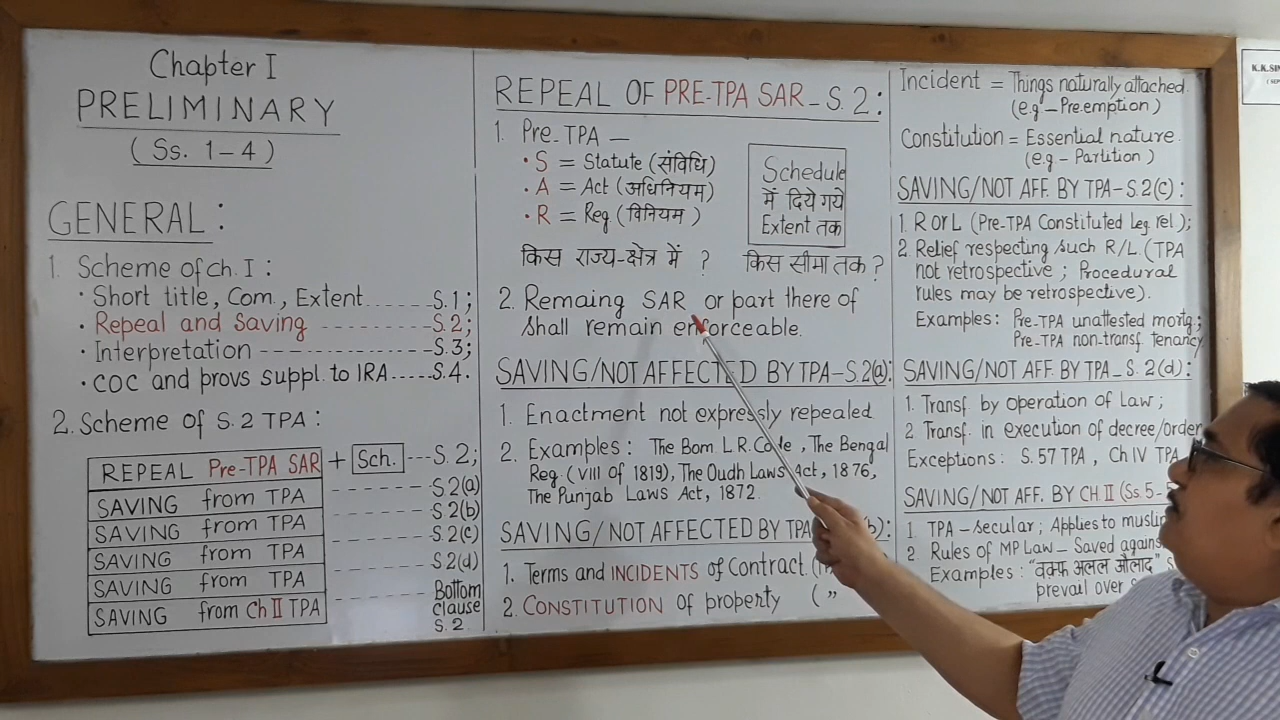 Chapter I
PRELIMINARY
(Ss. 1-4)
GENERAL:
1. Scheme of ch. I :
• Short title, Com., Extent.......S.1;
• Repeal and Saving ---------S.2;
• Interpretation -------------S.3;
• COC and provs suppl. to IRA.....S.4.
2. Scheme of S. 2 TPA :
REPEAL Pre-TPA SAR + Sch. ---S. 2;
SAVING from TPA ------S.2(a)
SAVING from TPA ------S.2(b)
SAVING from TPA ------S.2(c)
SAVING from TPA ------S.2(d)
SAVING from Ch II TPA ------Bottom
Clause
S. 2
REPEAL OF PRE-TPA SAR - S. 2 :
1. Pre-TPA —
• S = Statute (संविधि)
• A = Act (अधिनियम)
• R = Reg (विनियम)
Schedule
में दिये गये
Extent तक
किस राज्य-क्षेत्र में ? किस सीमा तक ?
2. Remaing SAR or part there of
shall remain enforceable.
SAVING/NOT AFFECTED BY TPA-S.2(a):
1. Enactment not expressly repealed
2. Examples : The Bom L.R. Code, The Bengal
Reg. (VIII of 1819), The Oudh Laws Act, 1876,
The Punjab Laws Act, 1872.
SAVING/NOT AFFECTED BY TPA b):
1. Terms and INCIDENTS of Contract.
2. CONSTITUTION of property ( "
Incident = Things naturally attached.
(e.g - Pre.emption)
Constitution = Essential nature.
(e.g - Partition)
SAVING/NOT AFF. BY TPA-S.2(c):
1. R or L (Pre-TPA Constituted Leg. rel.);
2. Relief respecting such R/L (TPA
not retrospective ; Procedural
rules may be retrospective).
Examples: Pre-TPA unattested mortg.;
Pre-TPA non-transf. Tenancy
SAVING/NOT AFF. BY TPA_ S. 2(d):
1. Transf. by operation of Law;
2 Transf. in execution of decree/order
Exceptions: S. 57 TPA, Ch IV TPA
SAVING/NOT AFF. BY CH II (Ss. 5-
1. TPA - secular; Applies to muslim
2 Rules of MP Law - Saved agains
Examples : "वक्फ अलल औलाद"
prevail over
K.K.SIN